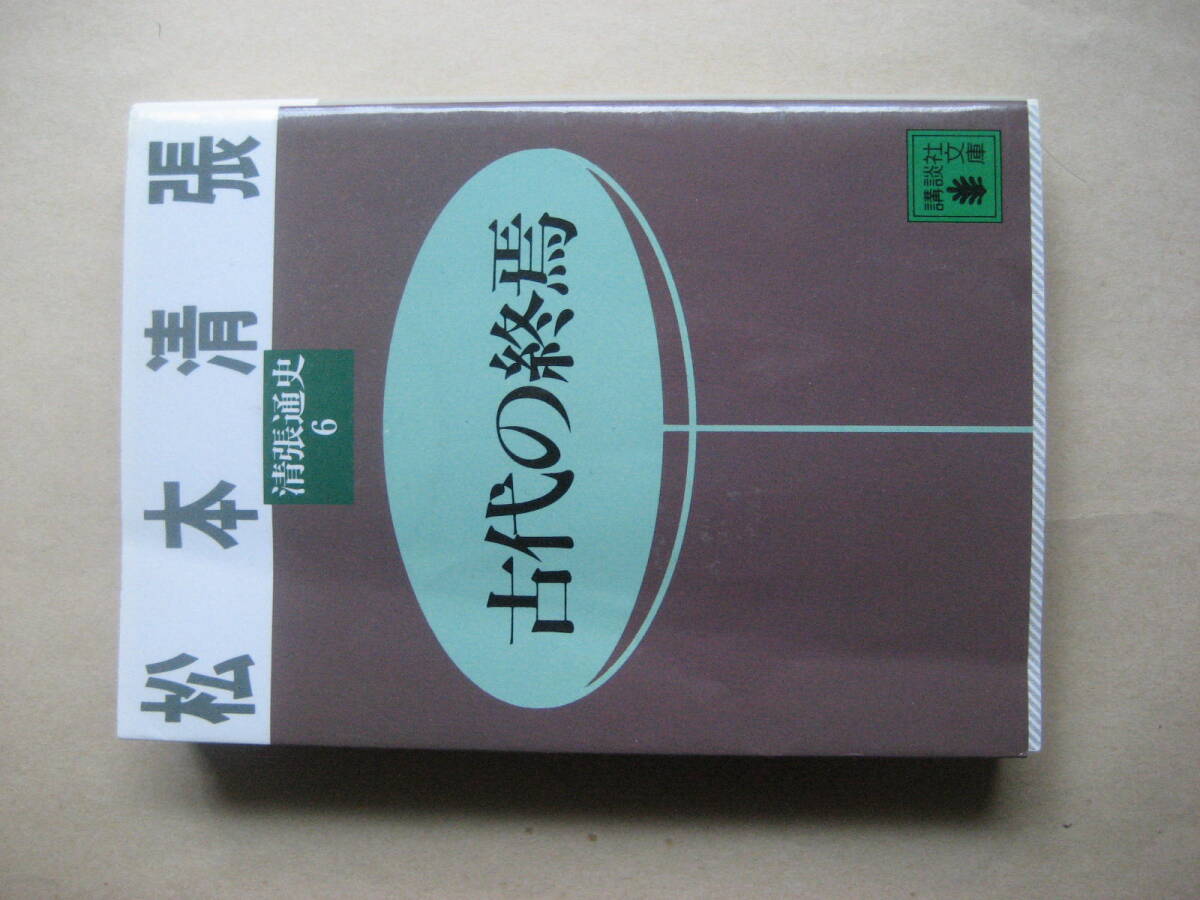 松本清張
清張通史
6
古代の終焉
講談社
文庫